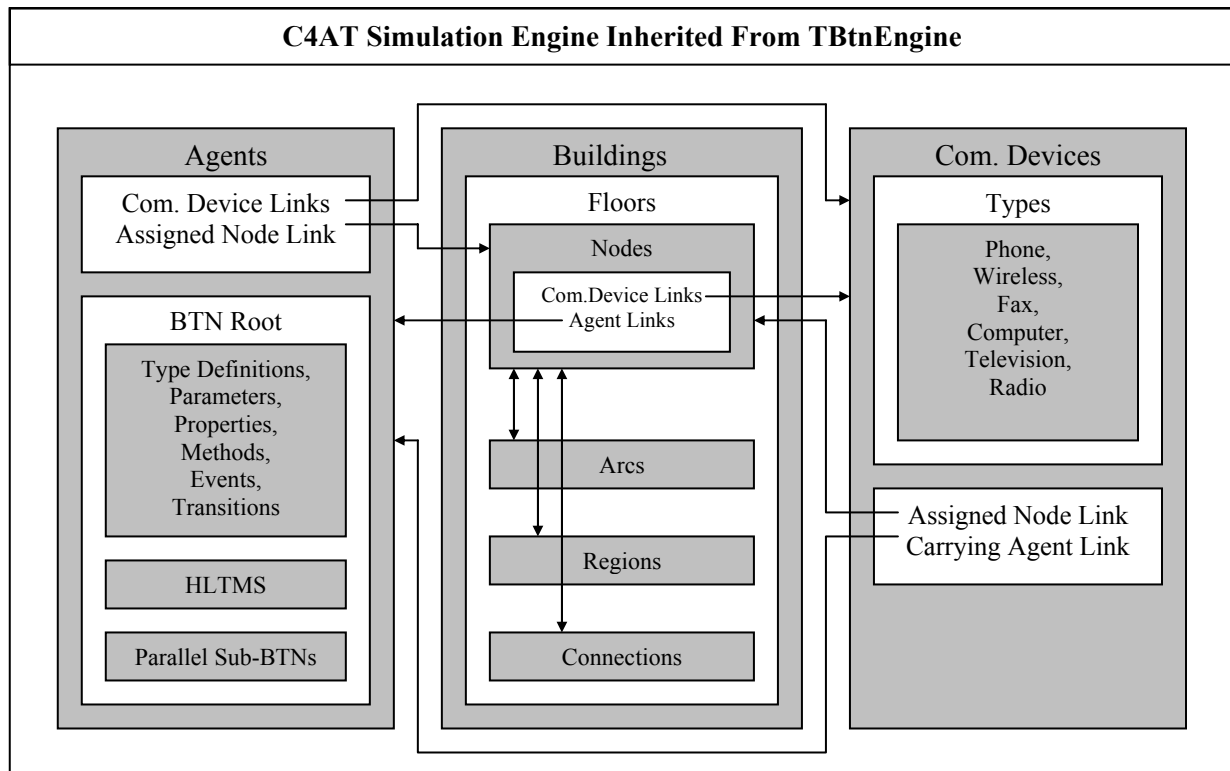 C4AT Simulation Engine Inherited From TBtnEngine
Agents
Com. Device Links
Assigned Node Link
BTN Root
Type Definitions,
Parameters,
Properties,
Methods,
Events,
Transitions
HLTMS
Parallel Sub-BTNs
Buildings
Floors
Nodes
Com.Device Links
Agent Links
Arcs
Regions
Connections
Com. Devices
Types
Phone,
Wireless,
Fax,
Computer,
Television,
Radio
Assigned Node Link
Carrying Agent Link